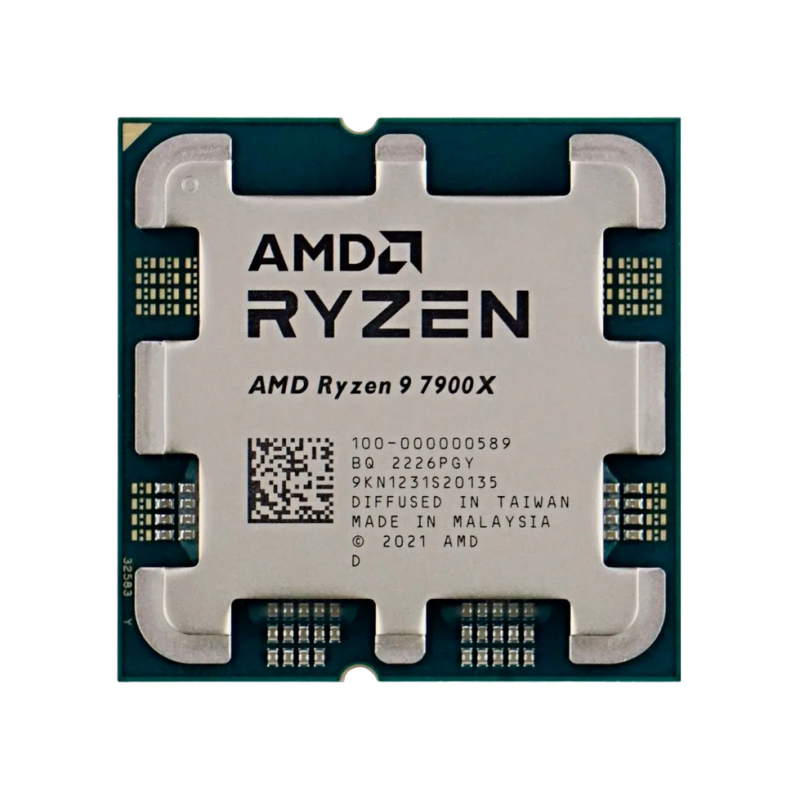 AMD
RYZEN
AMD Ryzen 9 7900X
100-000000589
BQ 2226PGY
9KN1231S20135
DIFFUSED IN TAIWAN
MADE IN MALAYSIA
© 2021 AMD
D
32583 Y